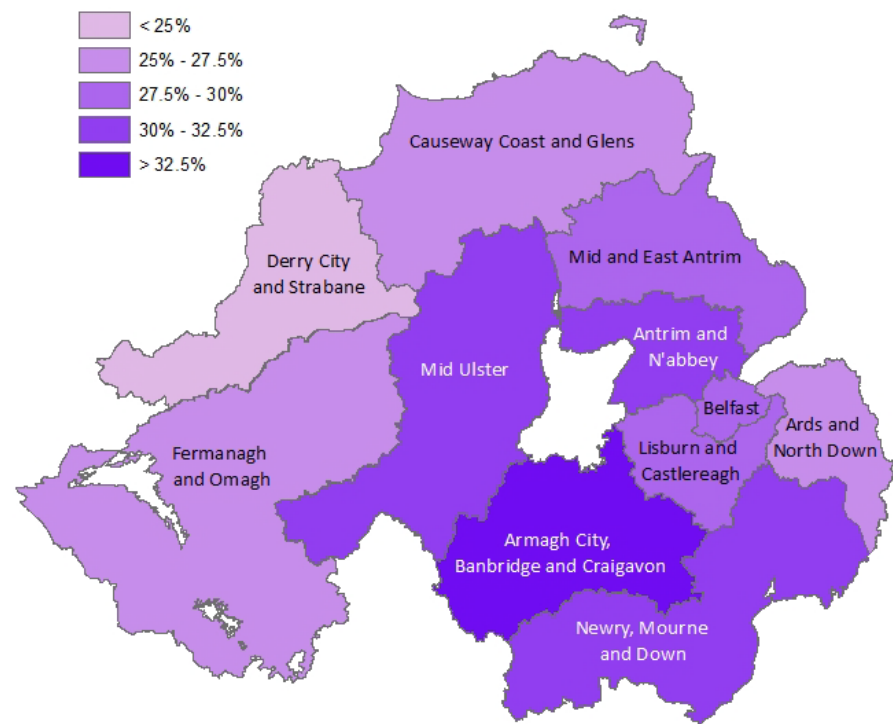 < 25%
25% - 27.5%
27.5% - 30%
30% - 32.5%
> 32.5%
Causeway Coast and Glens
Derry City
and Strabane
Mid and East Antrim
Antrim and
N'abbey
Mid Ulster
Belfast
Ards and
North Down
Fermanagh
and Omagh
Lisburn and
Castlereagh
Armagh City,
Banbridge and Craigavon
Newry, Mourne
and Down